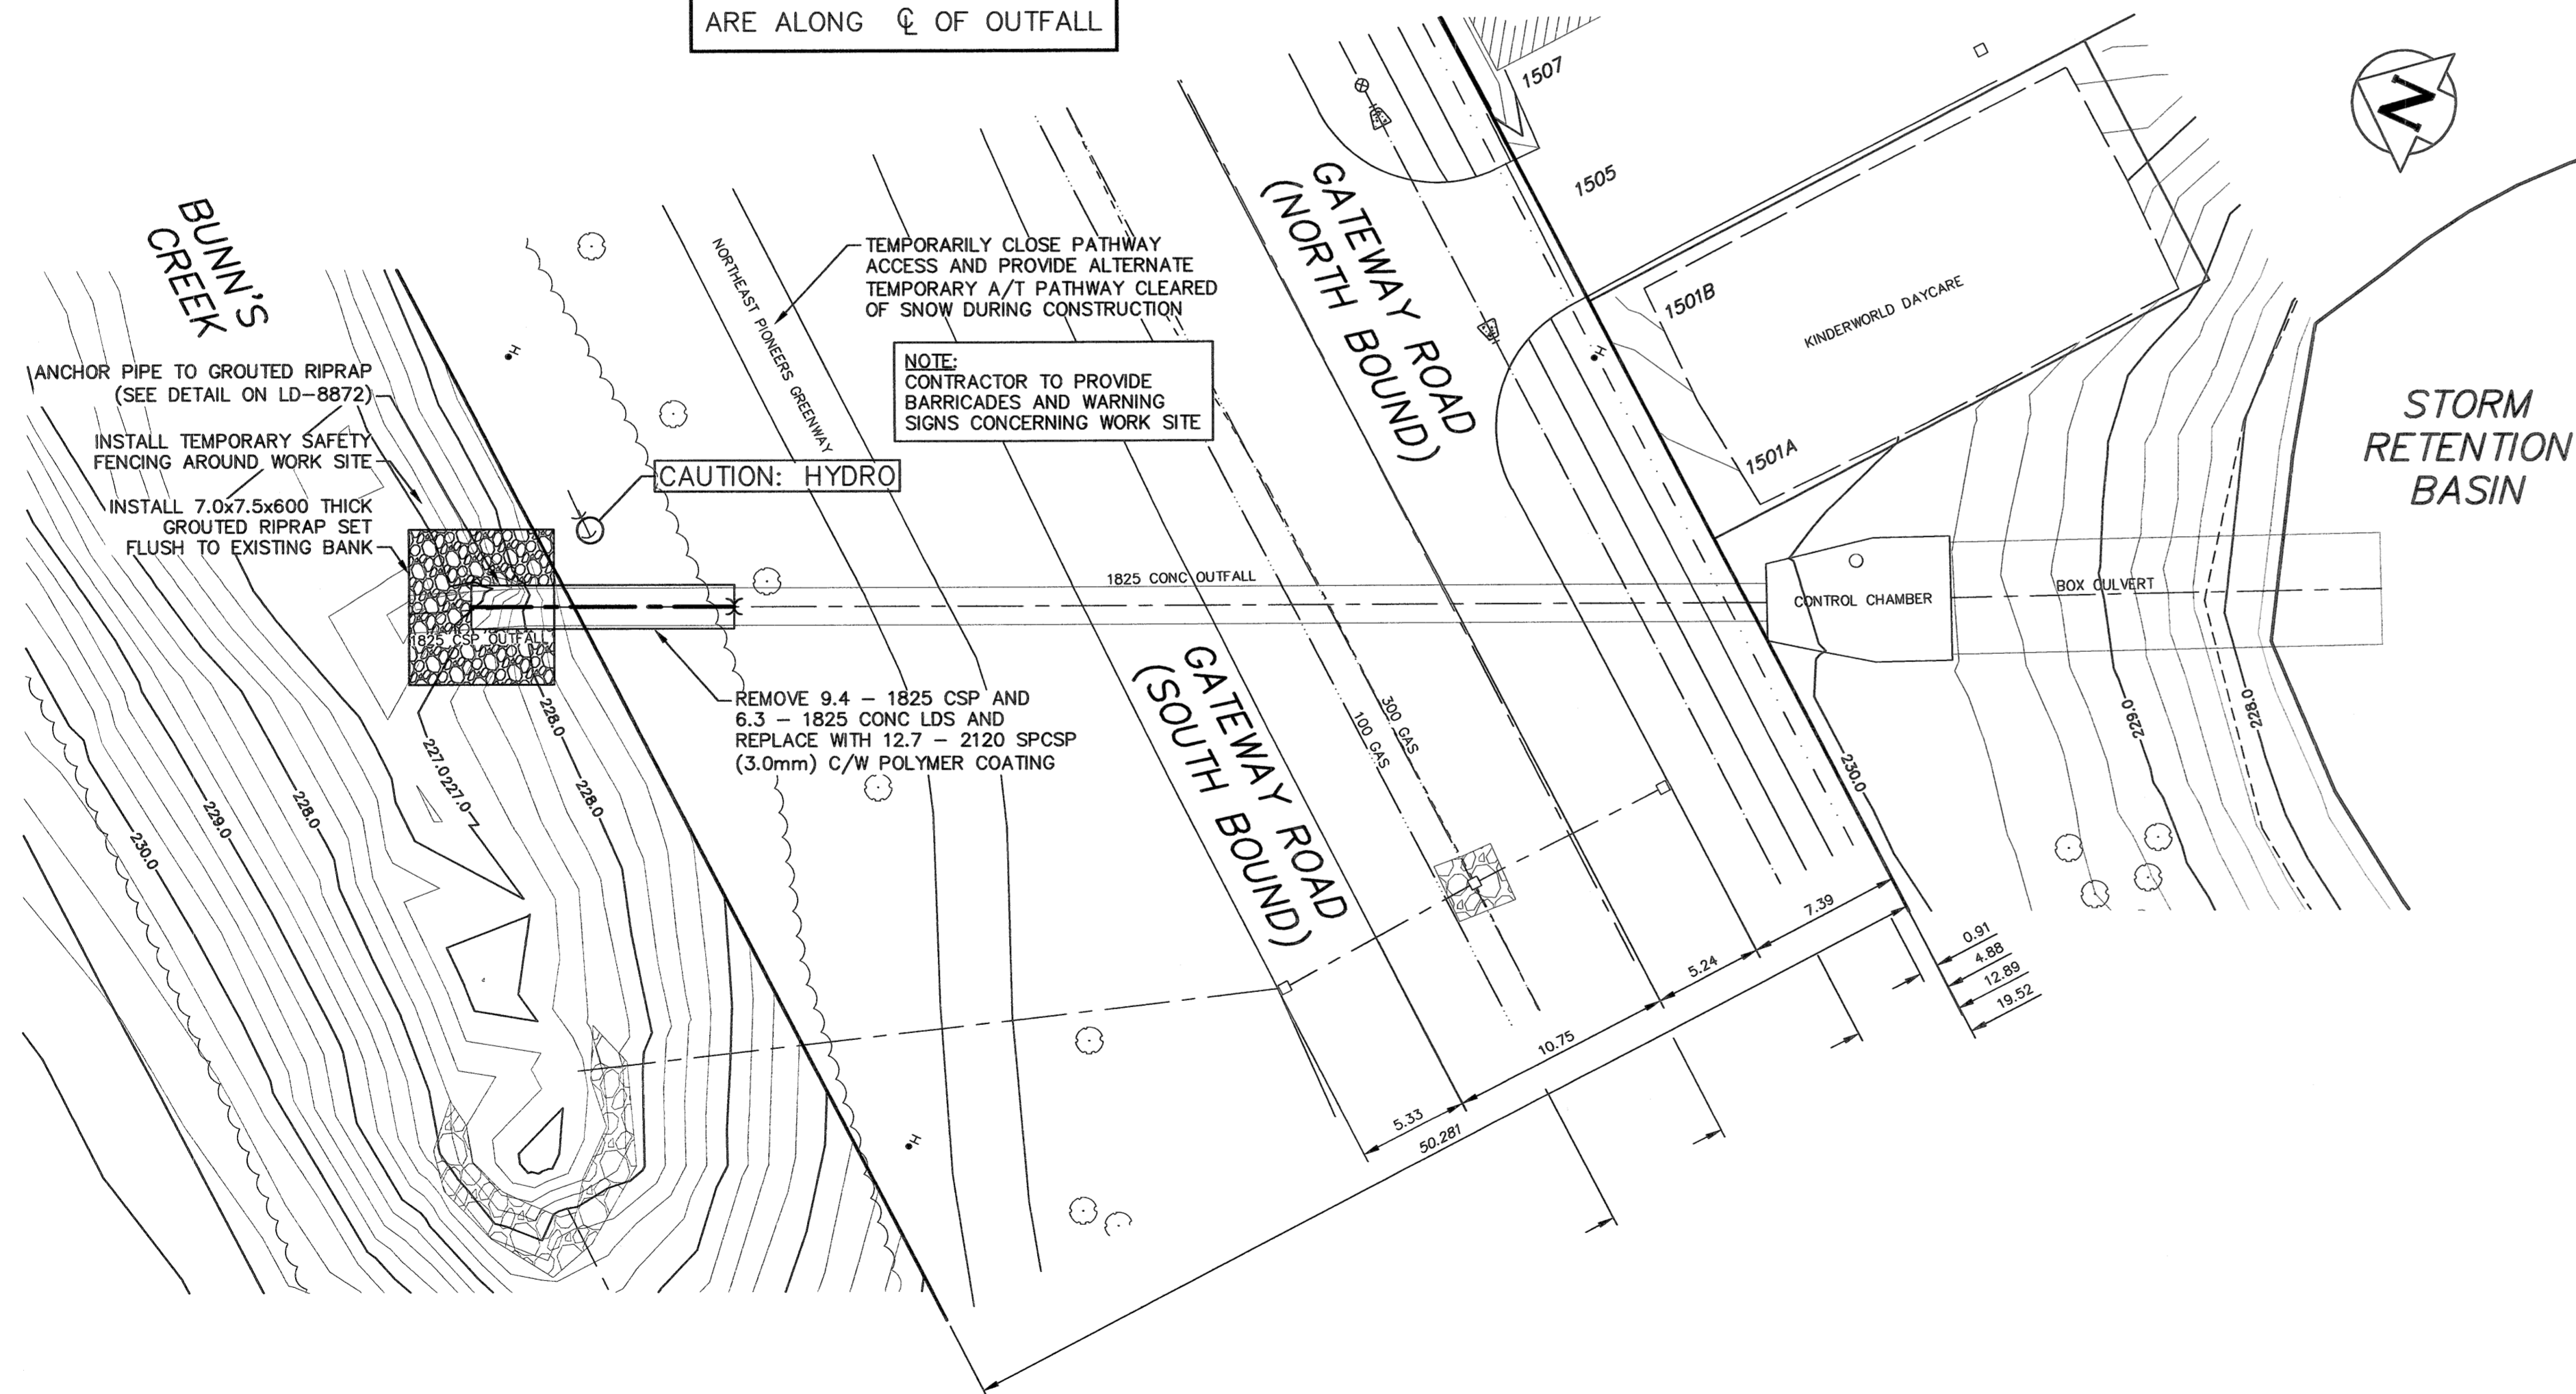 ARE ALONG ℄ OF OUTFALL
N
1507
1505
1501B
1501A
KINDERWORLD DAYCARE
STORM
RETENTION
BASIN
GATEWAY ROAD
(NORTH BOUND)
BUNN'S
CREEK
NORTHEAST PIONEERS GREENWAY
TEMPORARILY CLOSE PATHWAY
ACCESS AND PROVIDE ALTERNATE
TEMPORARY A/T PATHWAY CLEARED
OF SNOW DURING CONSTRUCTION
NOTE:
CONTRACTOR TO PROVIDE
BARRICADES AND WARNING
SIGNS CONCERNING WORK SITE
H
H
ANCHOR PIPE TO GROUTED RIPRAP
(SEE DETAIL ON LD-8872)
INSTALL TEMPORARY SAFETY
FENCING AROUND WORK SITE
INSTALL 7.0x7.5x600 THICK
GROUTED RIPRAP SET
FLUSH TO EXISTING BANK
CAUTION: HYDRO
1825 CONC OUTFALL
CONTROL CHAMBER
BOX CULVERT
1825 CSP OUTFALL
REMOVE 9.4 – 1825 CSP AND
6.3 – 1825 CONC LDS AND
REPLACE WITH 12.7 – 2120 SPCSP
(3.0mm) C/W POLYMER COATING
GATEWAY ROAD
(SOUTH BOUND)
300 GAS
100 GAS
228.0
227.0
227.0
228.0
228.0
229.0
230.0
230.0
229.0
228.0
7.39
5.24
10.75
5.33
50.281
0.91
4.88
12.89
19.52
H